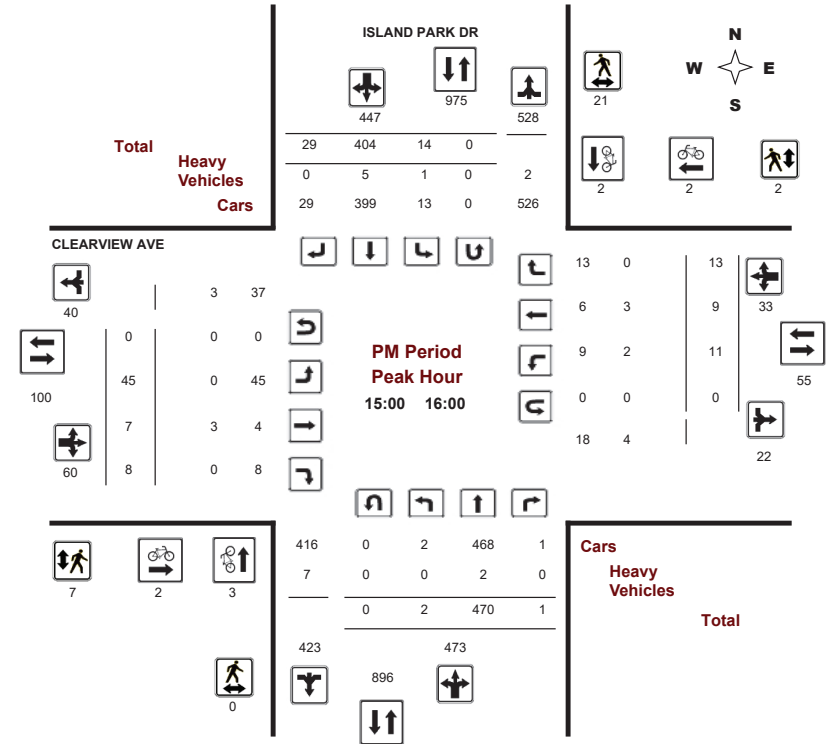 ISLAND PARK DR
N
W E
S
447
975
528
21
Total
29 404 14 0
Heavy
Vehicles
0 5 1 0 2
Cars
29 399 13 0 526
2 2 2
CLEARVIEW AVE
40
3 37
13 0 13
33
0 0 0
6 3 9
100
PM Period
Peak Hour
15:00 16:00
45 0 45
9 2 11
55
7 3 4
0 0 0
60
8 0 8
18 4
22
416 0 2 468 1
Cars
7 0 0 2 0
Heavy
Vehicles
0 2 470 1
Total
7 2 3
423 473
896
0